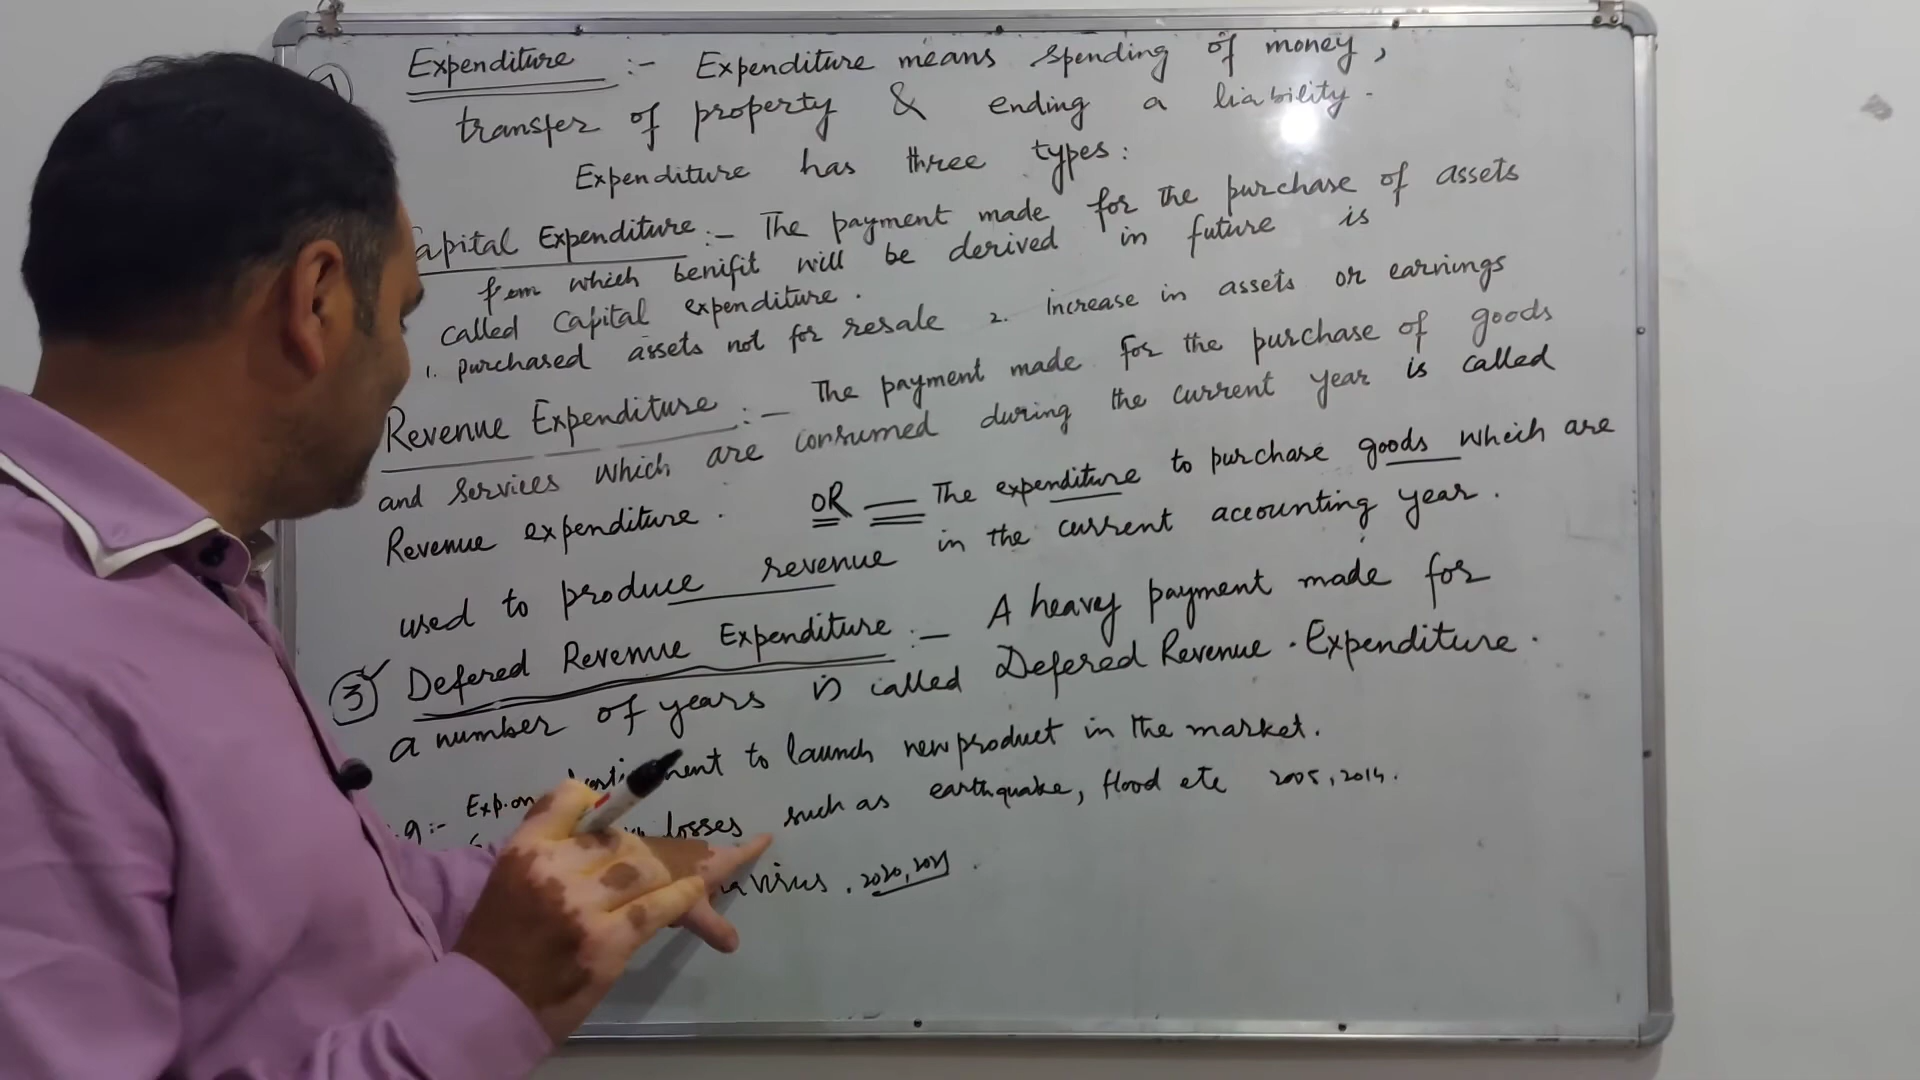 Expenditure :- Expenditure means spending of money,
transfer of property & ending a liability.
Expenditure has three types:
apital Expenditure :- The payment made for the purchase of assets
from which benifit will be derived in future is
called Capital expenditure.
1. purchased assets not for resale 2. increase in assets or earnings
Revenue Expenditure :- The payment made for the purchase of goods
and services which are consumed during the current year is called
Revenue expenditure. OR = The expenditure to purchase goods which are
used to produce revenue in the current accounting year.
③ Defered Revenue Expenditure :- A heavy payment made for
a number of years is called Defered Revenue . Expenditure.
.g:- Exp. on ment to launch new product in the market.
losses such as earthquake, flood etc 2005, 2014.
virus, 2020, 2021.